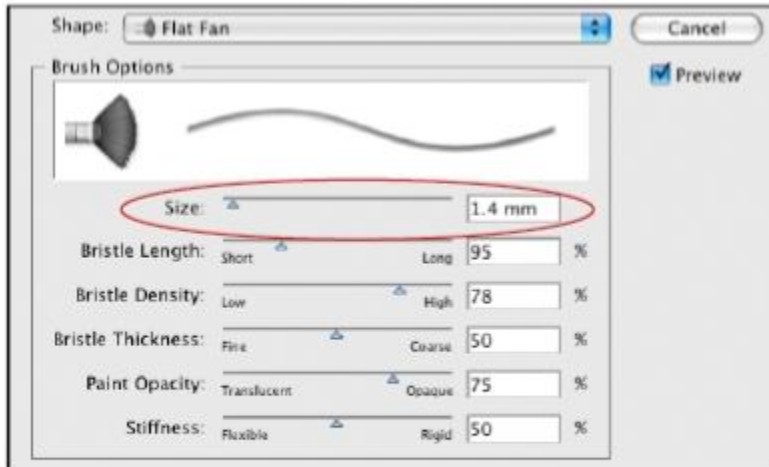 Shape: Flat Fan Cancel
Brush Options Preview
Size: 1.4 mm
Bristle Length: Short Long 95 %
Bristle Density: Low High 78 %
Bristle Thickness: Fine Coarse 50 %
Paint Opacity: Translucent Opaque 75 %
Stiffness: Flexible Rigid 50 %